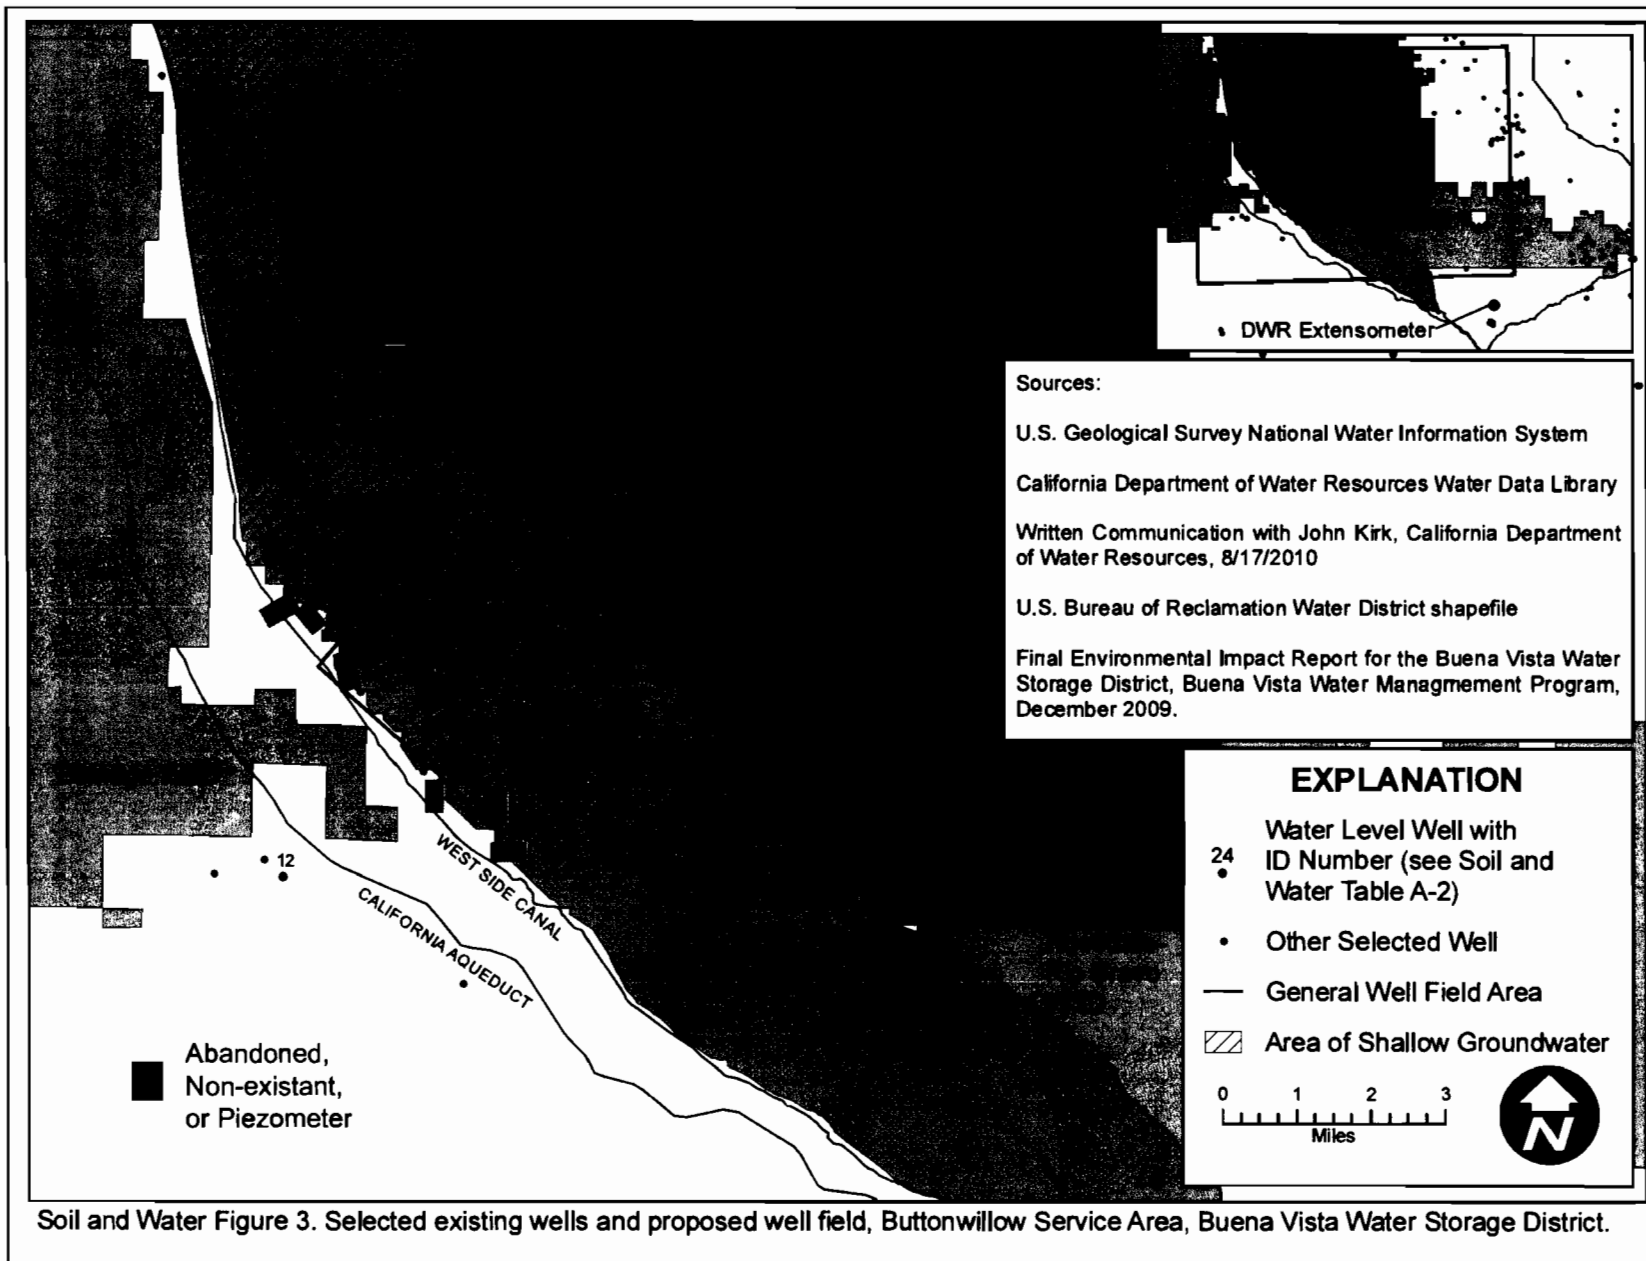 DWR Extensometer
Sources:
U.S. Geological Survey National Water Information System
California Department of Water Resources Water Data Library
Written Communication with John Kirk, California Department
of Water Resources, 8/17/2010
U.S. Bureau of Reclamation Water District shapefile
Final Environmental Impact Report for the Buena Vista Water
Storage District, Buena Vista Water Managmement Program,
December 2009.
EXPLANATION
24
Water Level Well with
ID Number (see Soil and
Water Table A-2)
Other Selected Well
General Well Field Area
Area of Shallow Groundwater
0 1 2 3
Miles
N
12
WEST SIDE CANAL
CALIFORNIA AQUEDUCT
Abandoned,
Non-existant,
or Piezometer
Soil and Water Figure 3. Selected existing wells and proposed well field, Buttonwillow Service Area, Buena Vista Water Storage District.